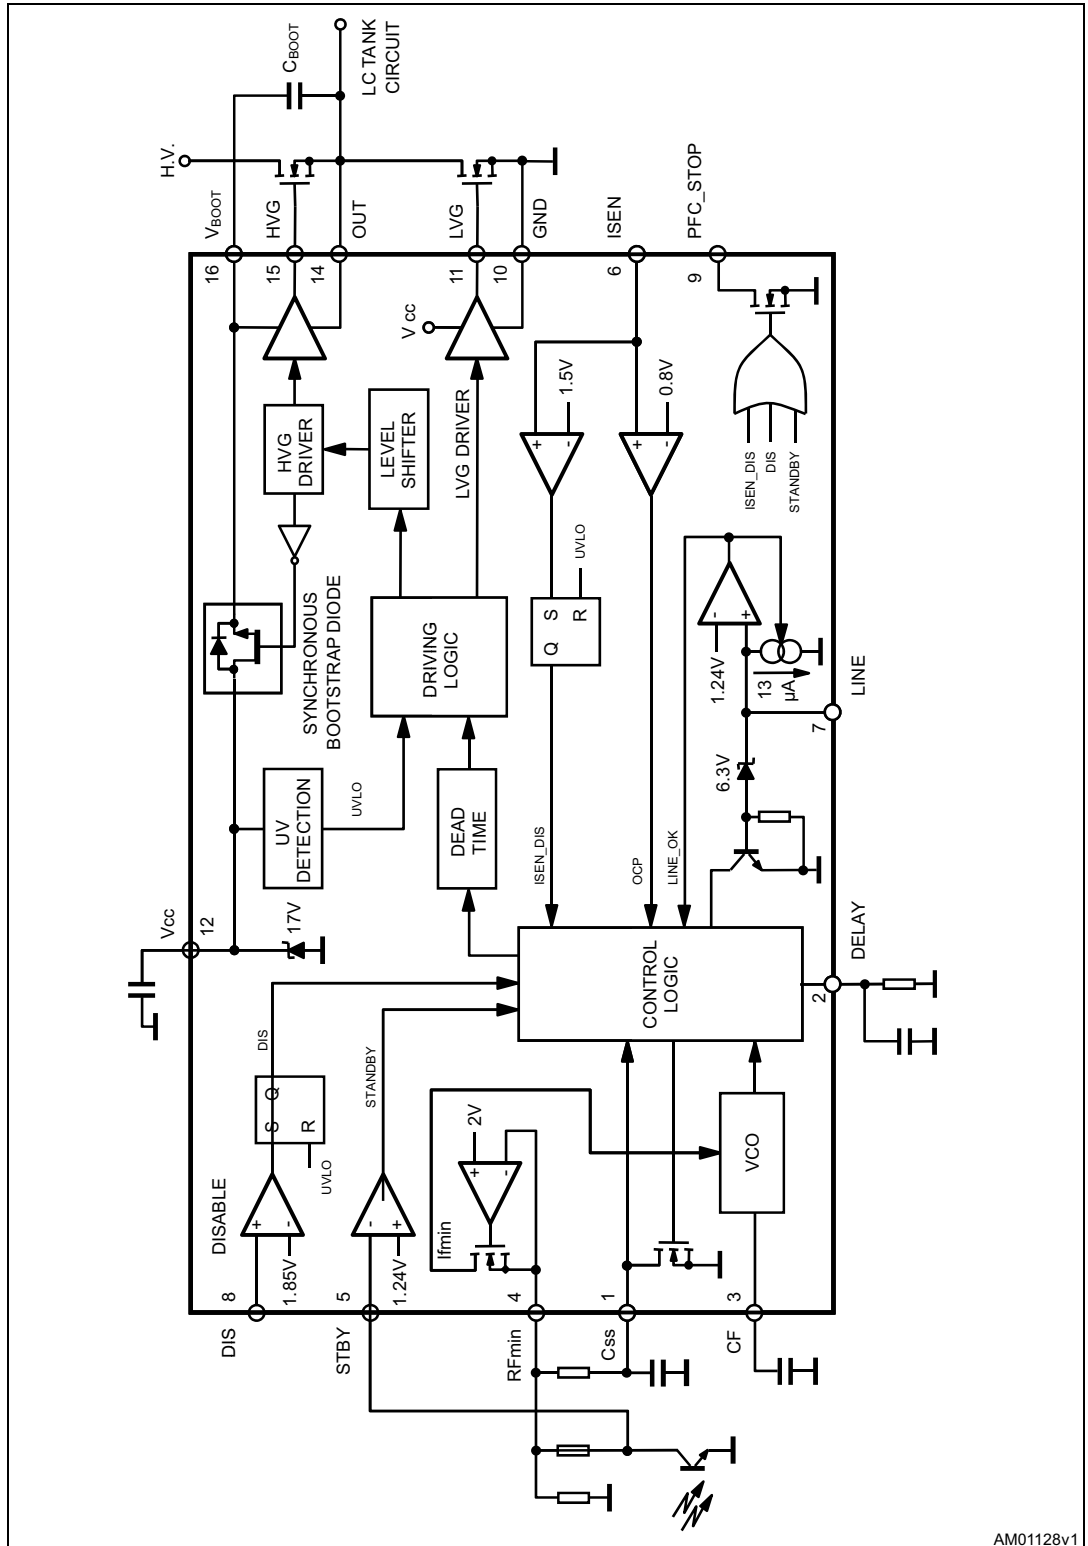 H.V.
CBOOT
LC TANK
CIRCUIT
VBOOT
HVG
OUT
LVG
GND
ISEN
PFC_STOP
16
15
14
11
10
6
9
V cc
HVG
DRIVER
LEVEL
SHIFTER
LVG DRIVER
1.5V
0.8V
+
-
+
-
ISEN_DIS
DIS
STANDBY
SYNCHRONOUS
BOOTSTRAP DIODE
DRIVING
LOGIC
Q S
R
UVLO
1.24V
-
+
13
µA
LINE
7
6.3V
UV
DETECTION
UVLO
DEAD
TIME
ISEN_DIS
OCP
LINE_OK
Vcc
12
17V
CONTROL
LOGIC
DELAY
2
DIS
S Q
R
UVLO
STANDBY
2V
+
-
Ifmin
VCO
DISABLE
+
-
1.85V
-
+
1.24V
8
5
4
1
3
DIS
STBY
RFmin
Css
CF
AM01128v1